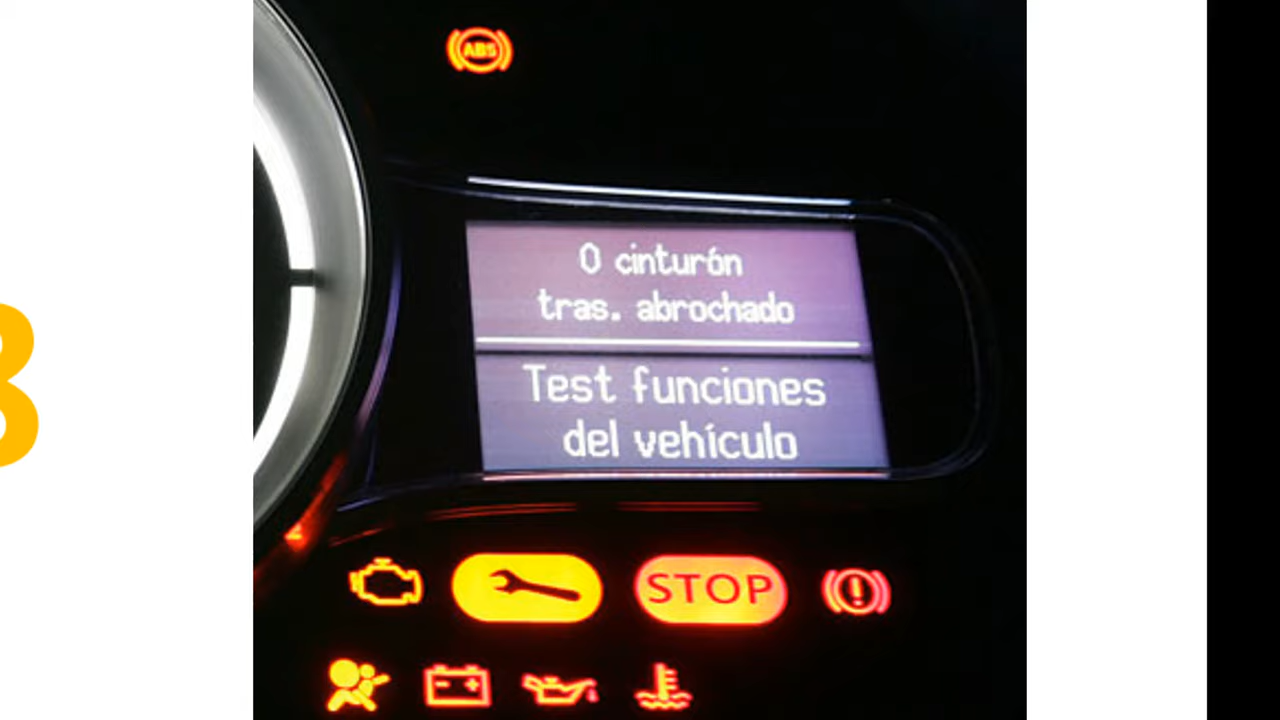 ABS
0 cinturón
tras. abrochado
Test funciones
del vehículo
STOP